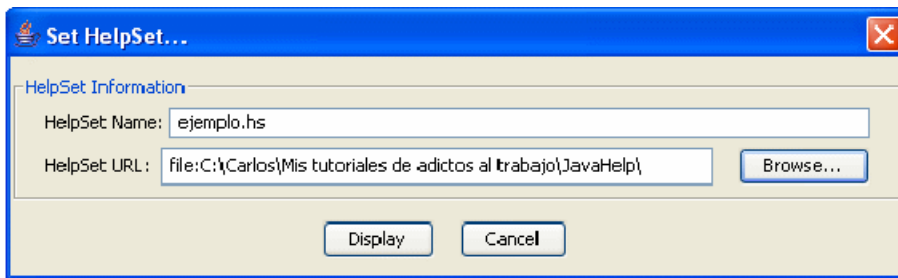 Set HelpSet...
HelpSet Information
HelpSet Name: ejemplo.hs
HelpSet URL: file:C:\Carlos\Mis tutoriales de adictos al trabajo\JavaHelp\ Browse...
Display Cancel